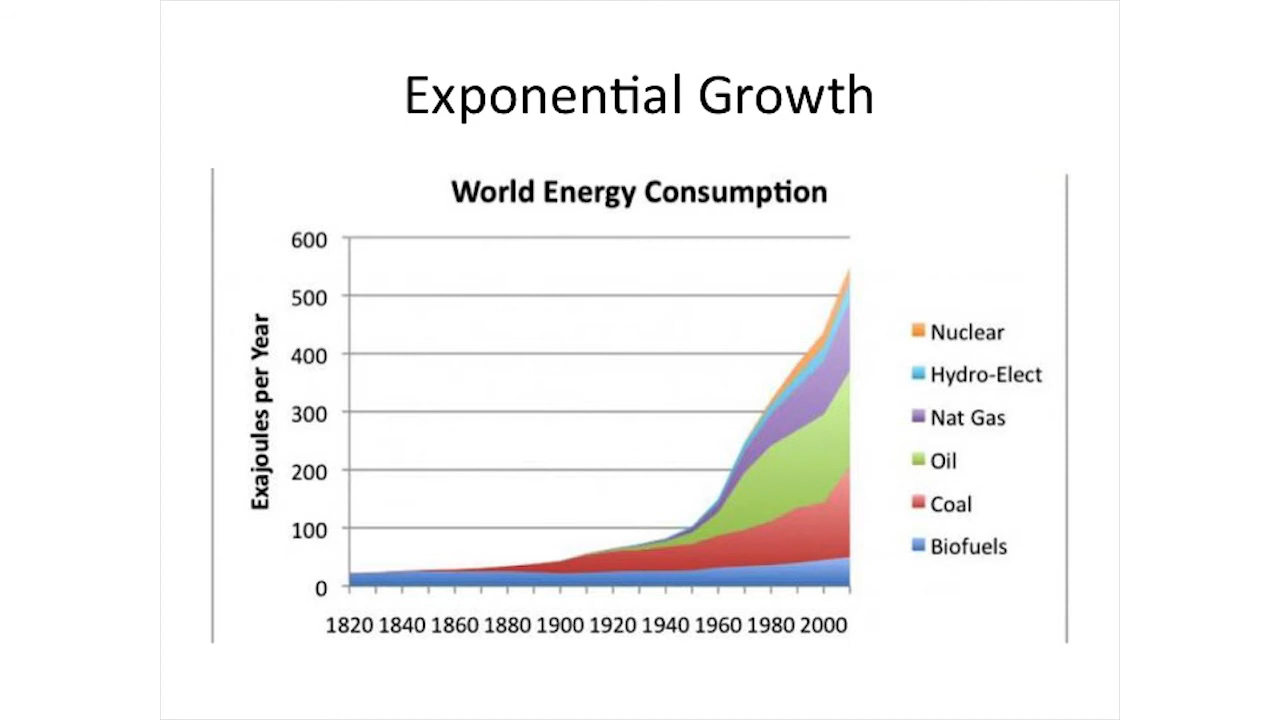 Exponential Growth
World Energy Consumption
600
500
400
300
200
100
0
Exajoules per Year
1820 1840 1860 1880 1900 1920 1940 1960 1980 2000
Nuclear
Hydro-Elect
Nat Gas
Oil
Coal
Biofuels